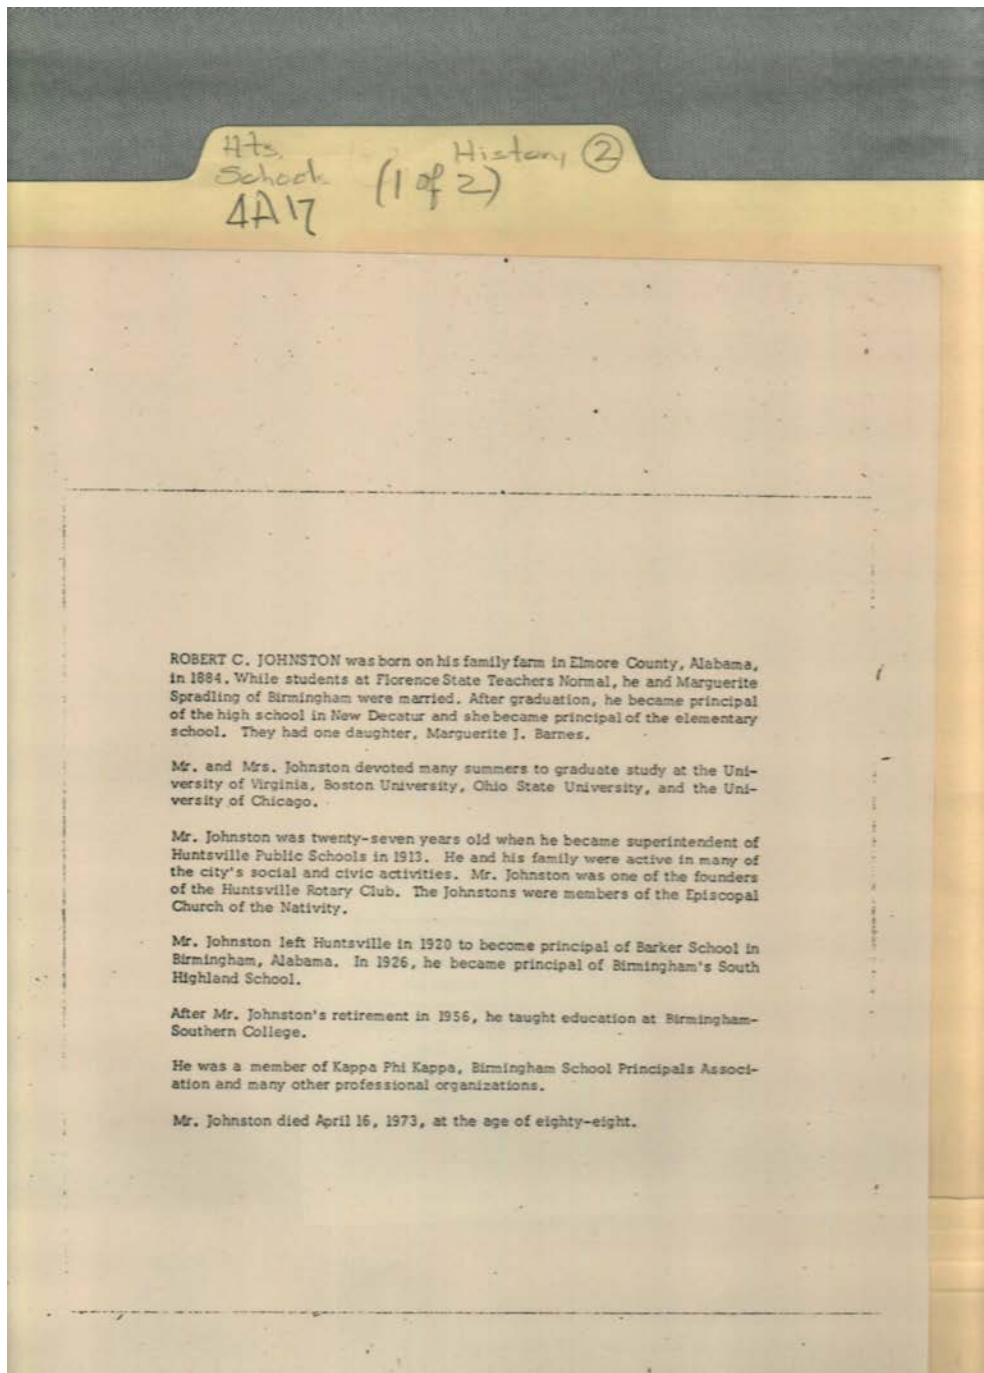 Hts. History ②
School
(1 of 2)
4A17
ROBERT C. JOHNSTON was born on his family farm in Elmore County, Alabama,
in 1884. While students at Florence State Teachers Normal, he and Marguerite
Spradling of Birmingham were married. After graduation, he became principal
of the high school in New Decatur and she became principal of the elementary
school. They had one daughter, Marguerite J. Barnes.
Mr. and Mrs. Johnston devoted many summers to graduate study at the Uni-
versity of Virginia, Boston University, Ohio State University, and the Uni-
versity of Chicago.
Mr. Johnston was twenty-seven years old when he became superintendent of
Huntsville Public Schools in 1913. He and his family were active in many of
the city's social and civic activities. Mr. Johnston was one of the founders
of the Huntsville Rotary Club. The Johnstons were members of the Episcopal
Church of the Nativity.
Mr. Johnston left Huntsville in 1920 to become principal of Barker School in
Birmingham, Alabama. In 1926, he became principal of Birmingham's South
Highland School.
After Mr. Johnston's retirement in 1956, he taught education at Birmingham-
Southern College.
He was a member of Kappa Phi Kappa, Birmingham School Principals Associ-
ation and many other professional organizations.
Mr. Johnston died April 16, 1973, at the age of eighty-eight.